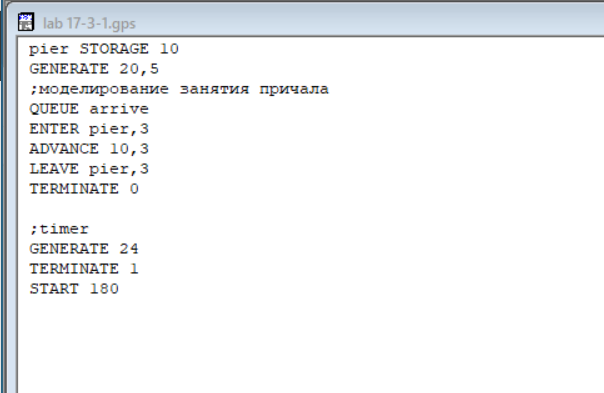 lab 17-3-1.gps
pier STORAGE 10
GENERATE 20,5
;моделирование занятия причала
QUEUE arrive
ENTER pier,3
ADVANCE 10,3
LEAVE pier,3
TERMINATE 0
;timer
GENERATE 24
TERMINATE 1
START 180